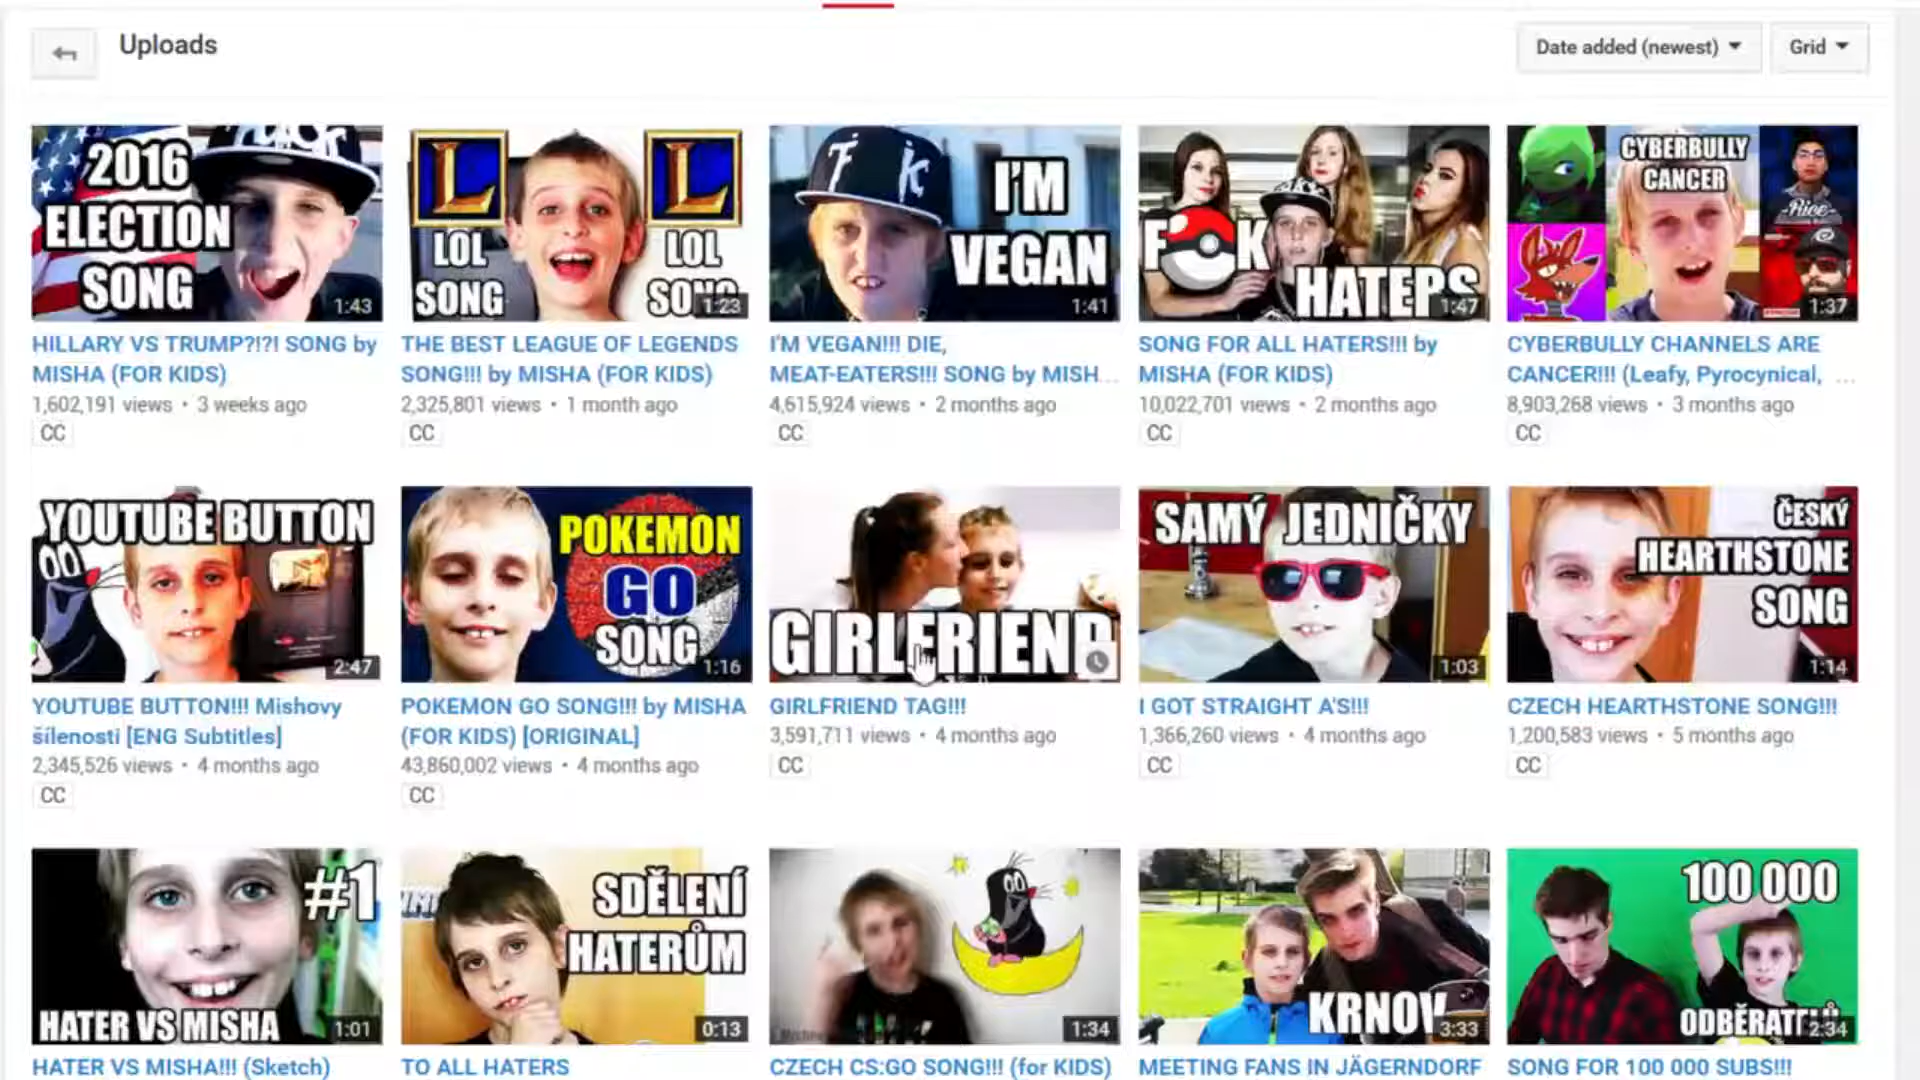 Uploads
Date added (newest)
Grid
2016
ELECTION
SONG
1:43
L
L
LOL
SONG
LOL
1:23
I'M
VEGAN
1:41
F K
HATERS
1:47
CYBERBULLY
CANCER
Rice
1:37
HILLARY VS TRUMP?!?! SONG by
MISHA (FOR KIDS)
1,602,191 views • 3 weeks ago
CC
THE BEST LEAGUE OF LEGENDS
SONG!!! by MISHA (FOR KIDS)
2,325,801 views • 1 month ago
CC
I'M VEGAN!!! DIE,
MEAT-EATERS!!! SONG by MISH...
4,615,924 views • 2 months ago
CC
SONG FOR ALL HATERS!!! by
MISHA (FOR KIDS)
10,022,701 views • 2 months ago
CC
CYBERBULLY CHANNELS ARE
CANCER!!! (Leafy, Pyrocynical, ...
8,903,268 views • 3 months ago
CC
YOUTUBE BUTTON
2:47
POKEMON
GO
SONG
1:16
GIRLFRIEND
SAMÝ JEDNIČKY
1:03
ČESKÝ
HEARTHSTONE
SONG
1:14
YOUTUBE BUTTON!!! Mishovy
šílenosti [ENG Subtitles]
2,345,526 views • 4 months ago
CC
POKEMON GO SONG!!! by MISHA
(FOR KIDS) [ORIGINAL]
43,860,002 views • 4 months ago
CC
GIRLFRIEND TAG!!!
3,591,711 views • 4 months ago
CC
I GOT STRAIGHT A'S!!!
1,366,260 views • 4 months ago
CC
CZECH HEARTHSTONE SONG!!!
1,200,583 views • 5 months ago
CC
#1
HATER VS MISHA
1:01
SDĚLENÍ
HATERŮM
0:13
1:34
KRNOV
3:33
100 000
ODBĚRATELŮ
2:34
HATER VS MISHA!!! (Sketch)
TO ALL HATERS
CZECH CS:GO SONG!!! (for KIDS)
MEETING FANS IN JÄGERNDORF
SONG FOR 100 000 SUBS!!!